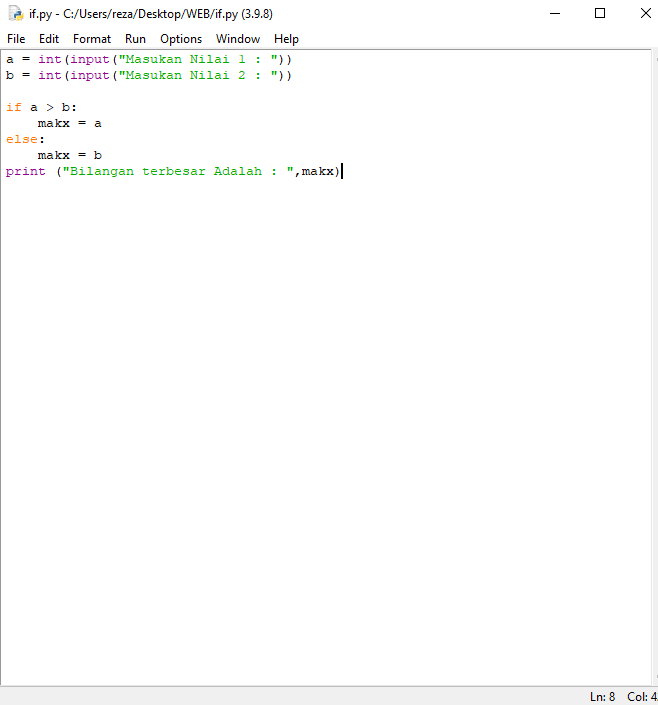 if.py - C:/Users/reza/Desktop/WEB/if.py (3.9.8)
File Edit Format Run Options Window Help
a = int(input("Masukan Nilai 1 : "))
b = int(input("Masukan Nilai 2 : "))
if a > b:
    makx = a
else:
    makx = b
print ("Bilangan terbesar Adalah : ",makx)
Ln: 8 Col: 4